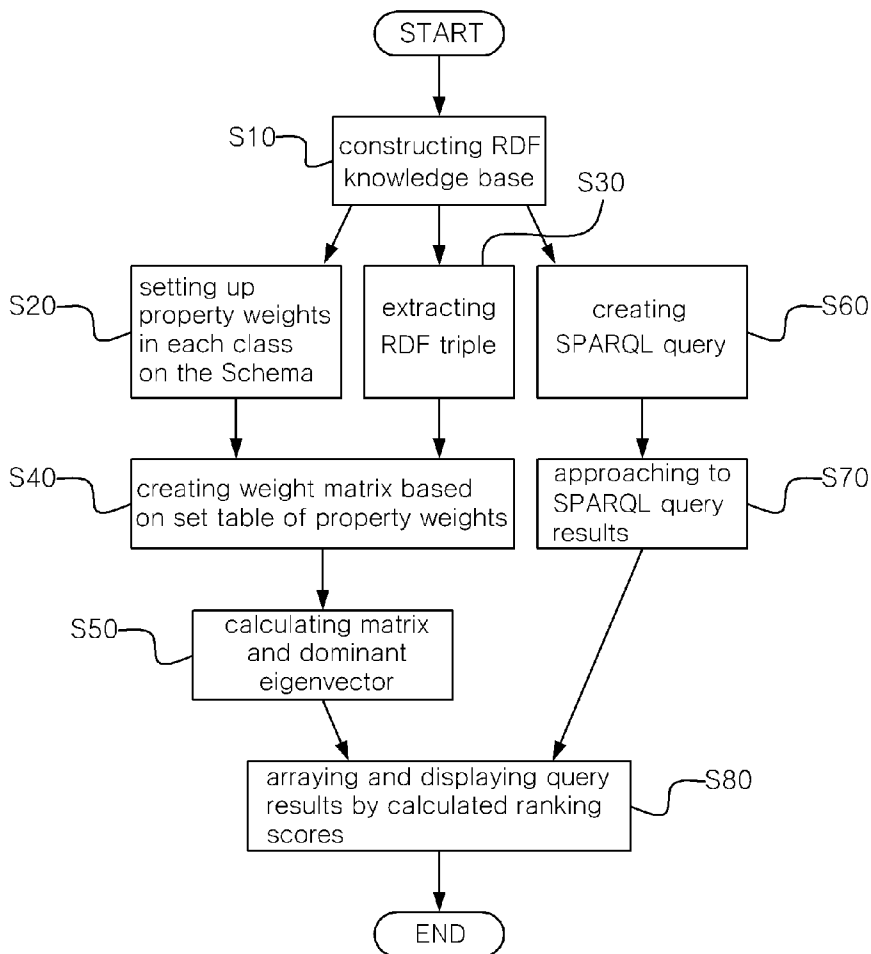 START
S10
constructing RDF
knowledge base
S30
S20
setting up
property weights
in each class
on the Schema
extracting
RDF triple
creating
SPARQL query
S60
S40
creating weight matrix based
on set table of property weights
approaching to
SPARQL query
results
S70
S50
calculating matrix
and dominant
eigenvector
arraying and displaying query
results by calculated ranking
scores
S80
END